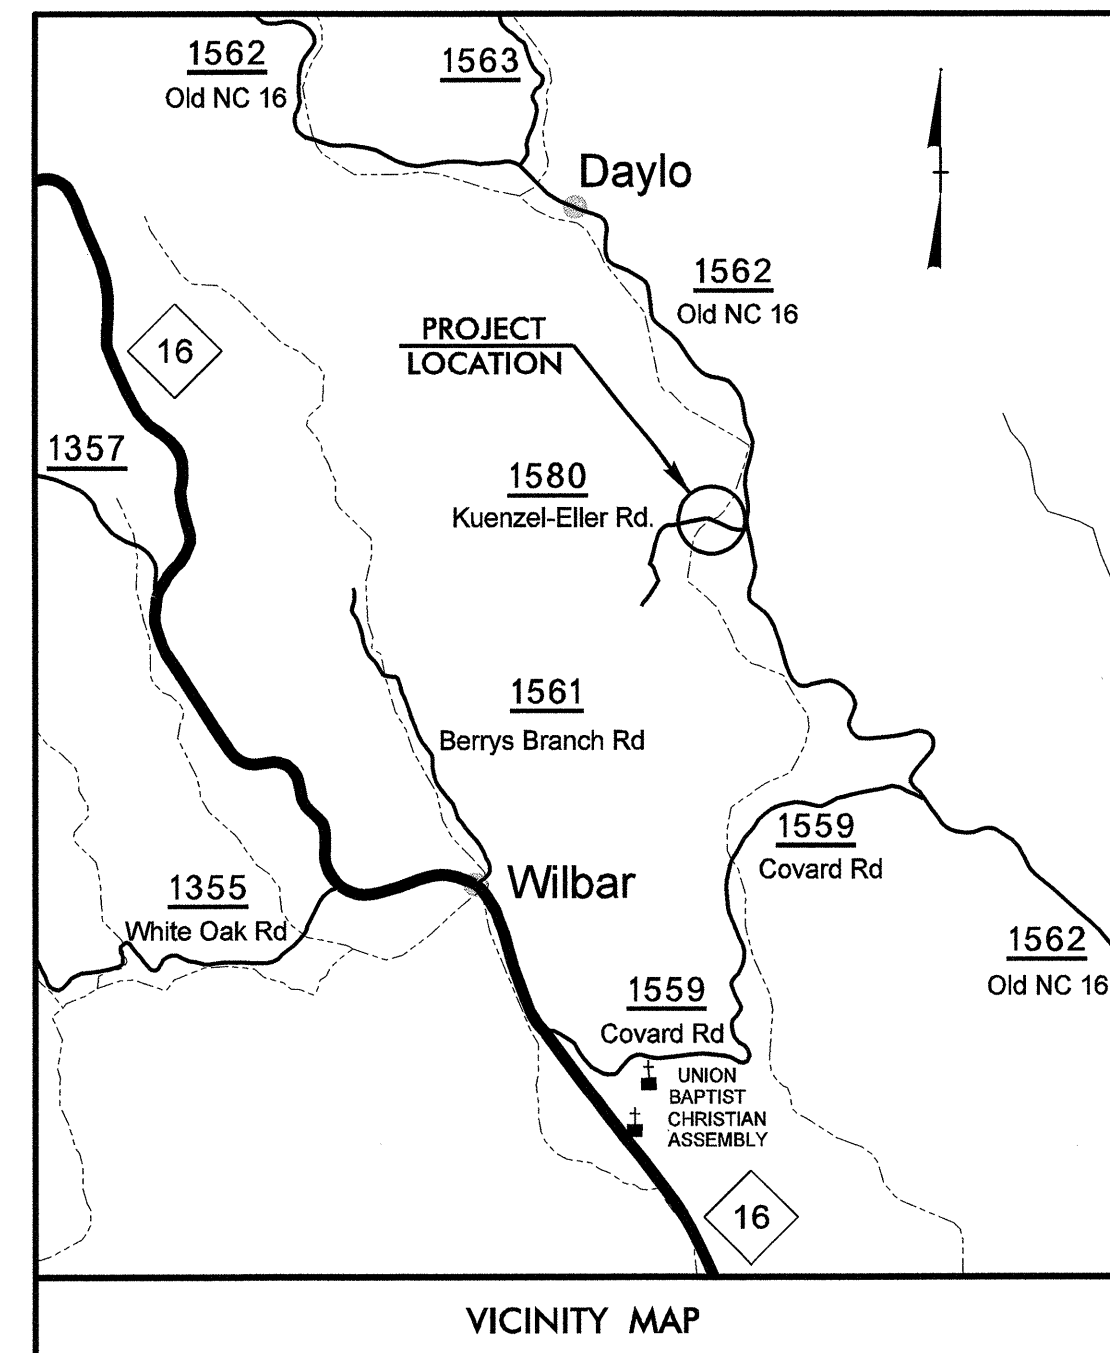 1562
Old NC 16
1563
Daylo
1562
Old NC 16
PROJECT
LOCATION
16
1357
1580
Kuenzel-Eller Rd.
1561
Berrys Branch Rd
1559
Covard Rd
Wilbar
1355
White Oak Rd
1562
Old NC 16
1559
Covard Rd
UNION
BAPTIST
CHRISTIAN
ASSEMBLY
16
VICINITY MAP